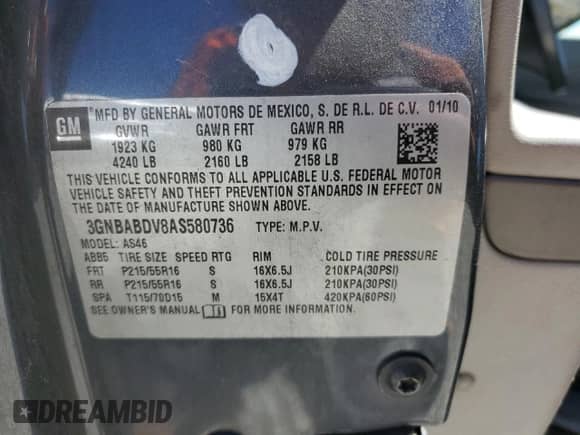 GM
MFD BY GENERAL MOTORS DE MEXICO, S. DE R.L. DE C.V. 01/10
GVWR GAWR FRT GAWR RR
1923 KG 980 KG 979 KG
4240 LB 2160 LB 2158 LB
THIS VEHICLE CONFORMS TO ALL APPLICABLE U.S. FEDERAL MOTOR
VEHICLE SAFETY AND THEFT PREVENTION STANDARDS IN EFFECT ON
THE DATE OF MANUFACTURE SHOWN ABOVE.
3GNBABDV8AS580736 TYPE: M.P.V.
MODEL: AS46
ABB5 TIRE SIZE SPEED RTG RIM COLD TIRE PRESSURE
FRT P215/55R16 S 16X6.5J 210KPA(30PSI)
RR P215/55R16 S 16X6.5J 210KPA(30PSI)
SPA T115/70D15 M 15X4T 420KPA(60PSI)
SEE OWNER'S MANUAL FOR MORE INFORMATION.
DREAMBID